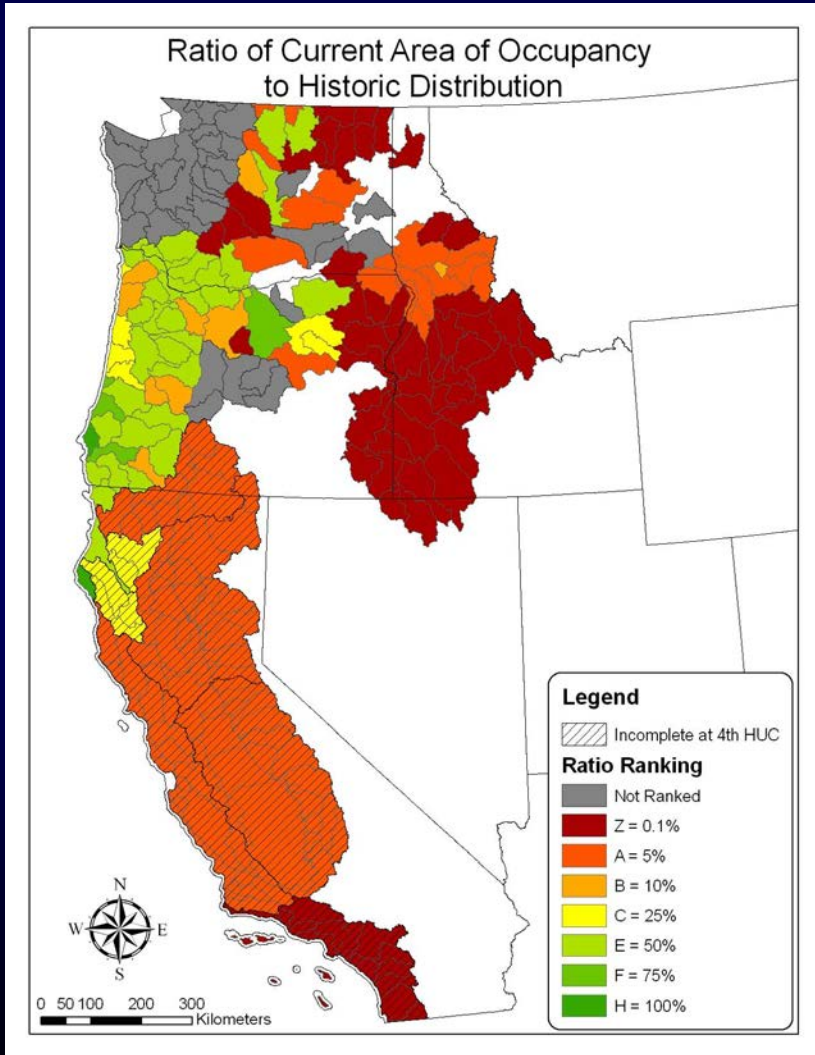 Ratio of Current Area of Occupancy
to Historic Distribution
Legend
Incomplete at 4th HUC
Ratio Ranking
Not Ranked
Z = 0.1%
A = 5%
B = 10%
C = 25%
E = 50%
F = 75%
H = 100%
N
W E
S
0 50 100 200 300
Kilometers